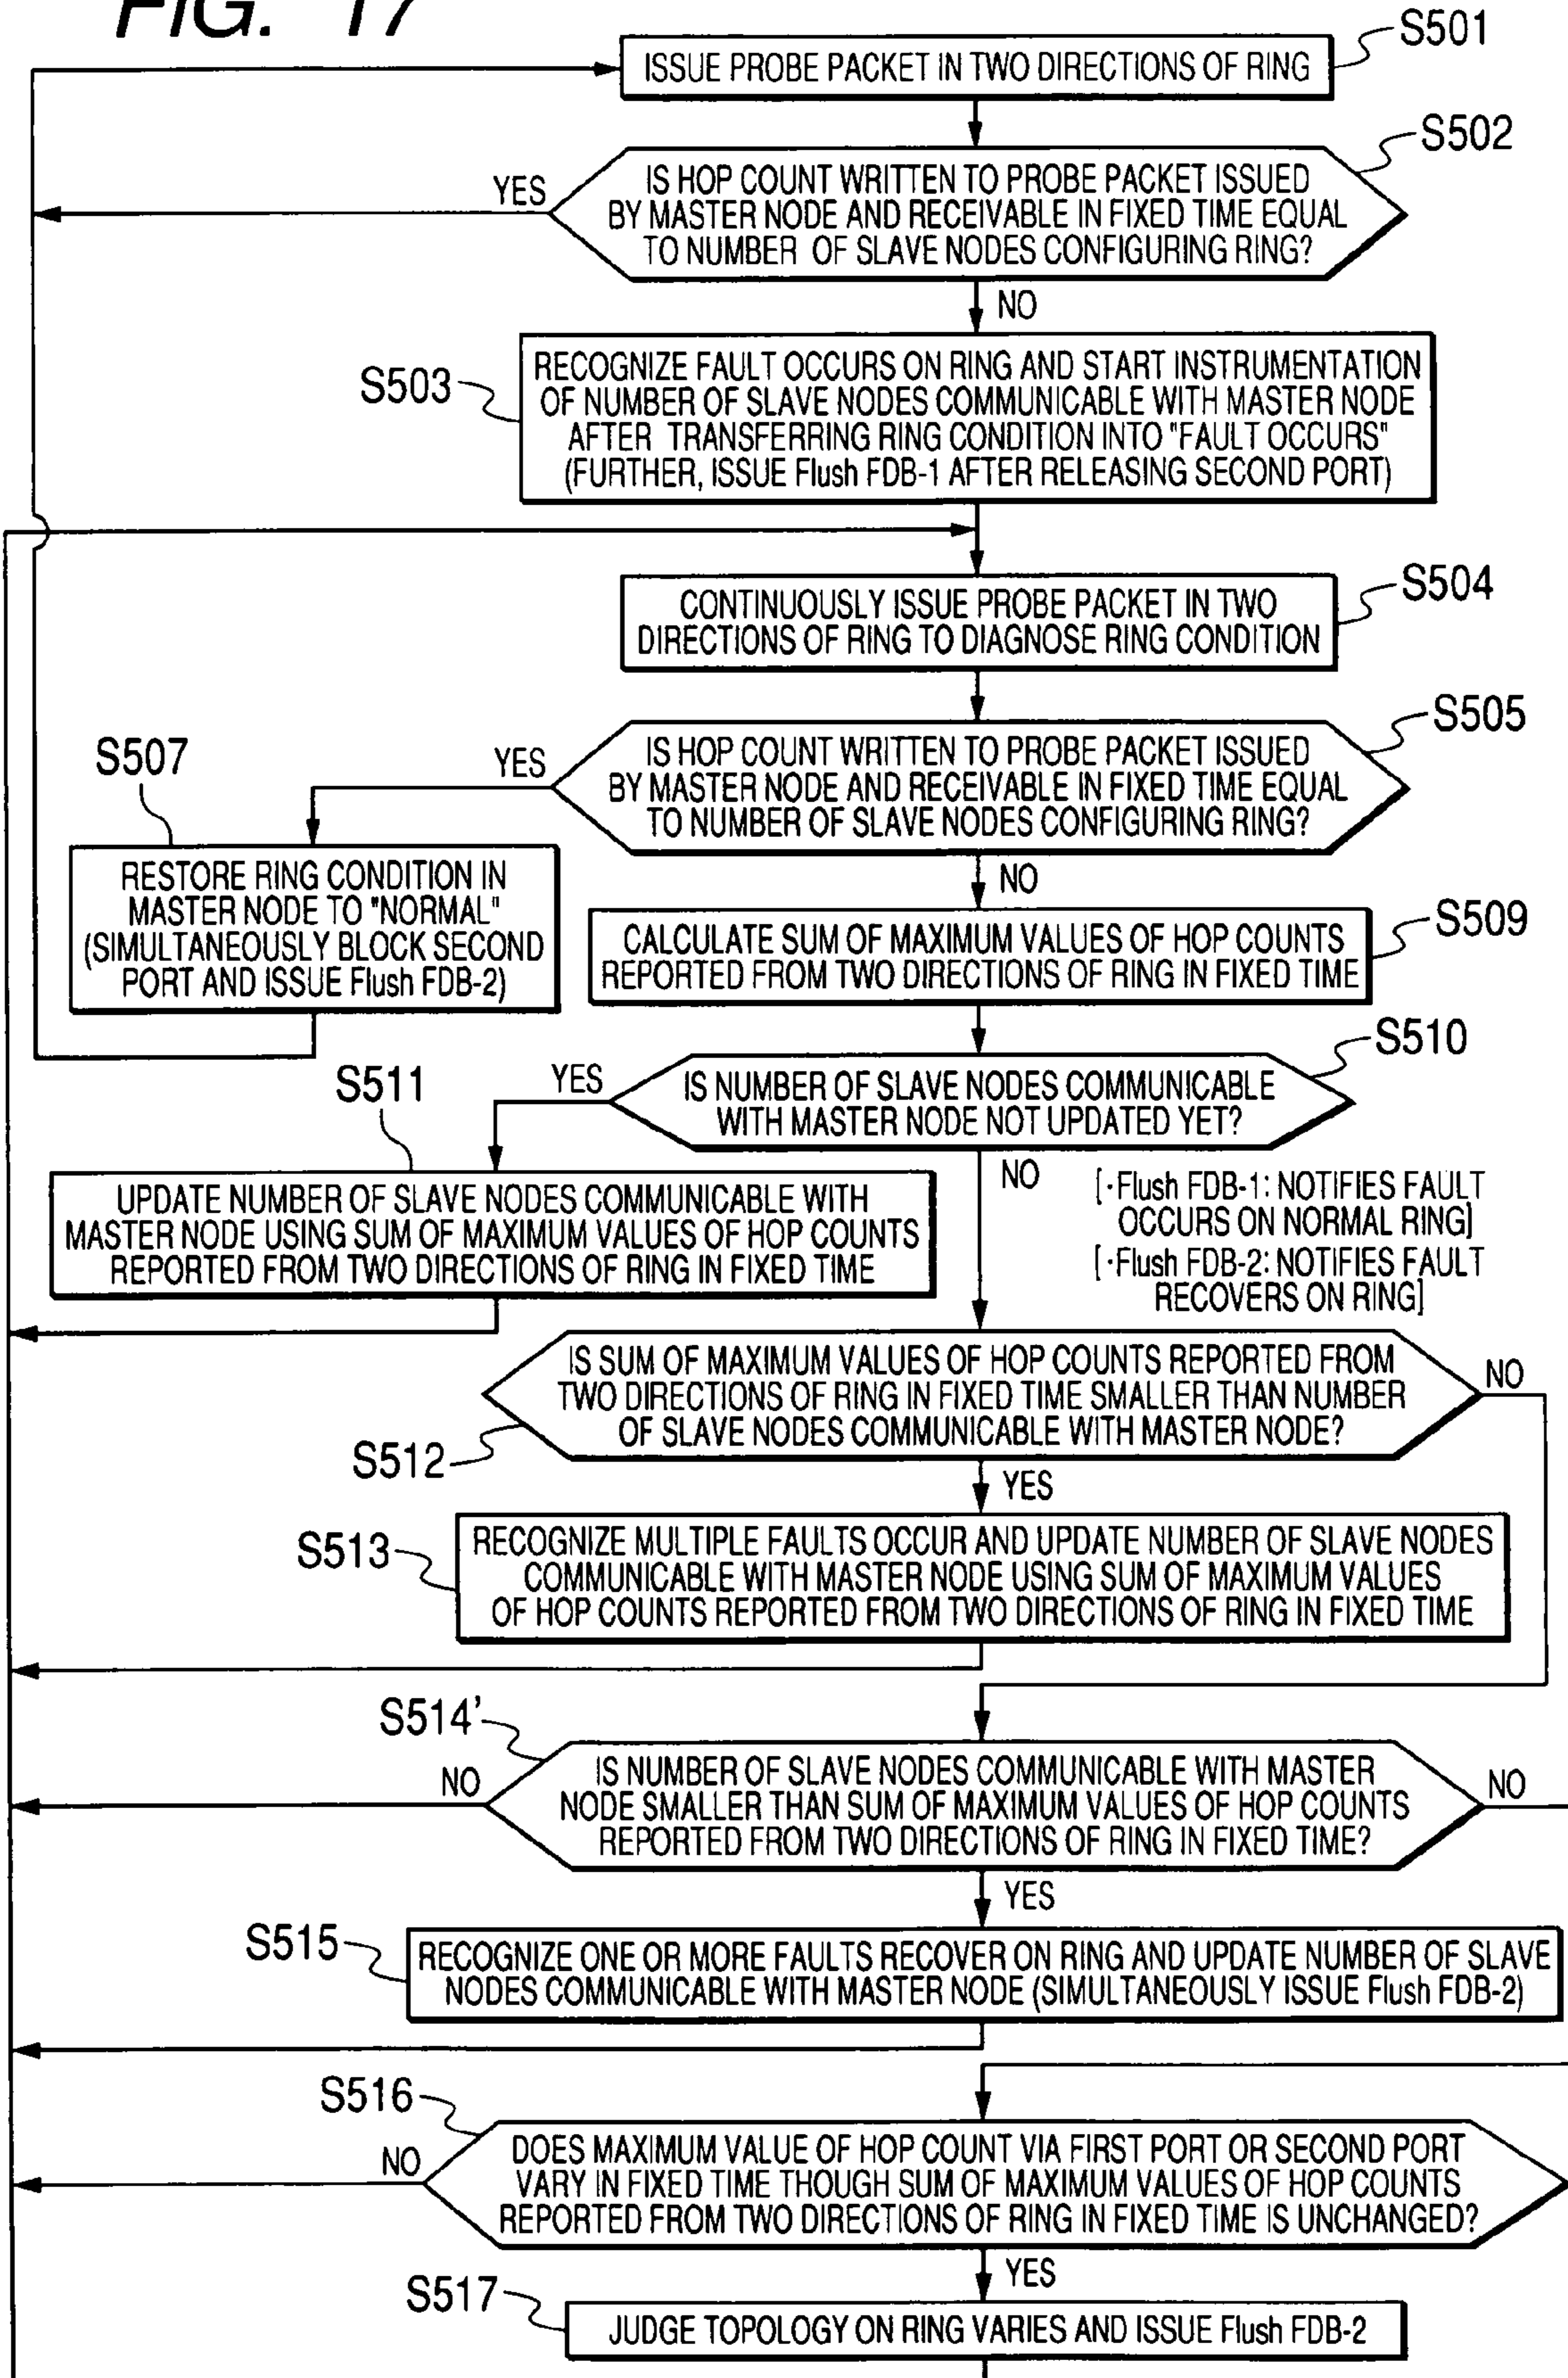 FIG. 17
S501
ISSUE PROBE PACKET IN TWO DIRECTIONS OF RING
S502
YES
IS HOP COUNT WRITTEN TO PROBE PACKET ISSUED
BY MASTER NODE AND RECEIVABLE IN FIXED TIME EQUAL
TO NUMBER OF SLAVE NODES CONFIGURING RING?
NO
S503
RECOGNIZE FAULT OCCURS ON RING AND START INSTRUMENTATION
OF NUMBER OF SLAVE NODES COMMUNICABLE WITH MASTER NODE
AFTER TRANSFERRING RING CONDITION INTO "FAULT OCCURS"
(FURTHER, ISSUE Flush FDB-1 AFTER RELEASING SECOND PORT)
S504
CONTINUOUSLY ISSUE PROBE PACKET IN TWO
DIRECTIONS OF RING TO DIAGNOSE RING CONDITION
S505
YES
IS HOP COUNT WRITTEN TO PROBE PACKET ISSUED
BY MASTER NODE AND RECEIVABLE IN FIXED TIME EQUAL
TO NUMBER OF SLAVE NODES CONFIGURING RING?
NO
S507
RESTORE RING CONDITION IN
MASTER NODE TO "NORMAL"
(SIMULTANEOUSLY BLOCK SECOND
PORT AND ISSUE Flush FDB-2)
S509
CALCULATE SUM OF MAXIMUM VALUES OF HOP COUNTS
REPORTED FROM TWO DIRECTIONS OF RING IN FIXED TIME
S510
YES
IS NUMBER OF SLAVE NODES COMMUNICABLE
WITH MASTER NODE NOT UPDATED YET?
NO
S511
UPDATE NUMBER OF SLAVE NODES COMMUNICABLE WITH
MASTER NODE USING SUM OF MAXIMUM VALUES OF HOP COUNTS
REPORTED FROM TWO DIRECTIONS OF RING IN FIXED TIME
[·Flush FDB-1: NOTIFIES FAULT
OCCURS ON NORMAL RING]
[·Flush FDB-2: NOTIFIES FAULT
RECOVERS ON RING]
S512
IS SUM OF MAXIMUM VALUES OF HOP COUNTS REPORTED FROM
TWO DIRECTIONS OF RING IN FIXED TIME SMALLER THAN NUMBER
OF SLAVE NODES COMMUNICABLE WITH MASTER NODE?
NO
YES
S513
RECOGNIZE MULTIPLE FAULTS OCCUR AND UPDATE NUMBER OF SLAVE NODES
COMMUNICABLE WITH MASTER NODE USING SUM OF MAXIMUM VALUES
OF HOP COUNTS REPORTED FROM TWO DIRECTIONS OF RING IN FIXED TIME
S514'
NO
IS NUMBER OF SLAVE NODES COMMUNICABLE WITH MASTER
NODE SMALLER THAN SUM OF MAXIMUM VALUES OF HOP COUNTS
REPORTED FROM TWO DIRECTIONS OF RING IN FIXED TIME?
NO
YES
S515
RECOGNIZE ONE OR MORE FAULTS RECOVER ON RING AND UPDATE NUMBER OF SLAVE
NODES COMMUNICABLE WITH MASTER NODE (SIMULTANEOUSLY ISSUE Flush FDB-2)
S516
NO
DOES MAXIMUM VALUE OF HOP COUNT VIA FIRST PORT OR SECOND PORT
VARY IN FIXED TIME THOUGH SUM OF MAXIMUM VALUES OF HOP COUNTS
REPORTED FROM TWO DIRECTIONS OF RING IN FIXED TIME IS UNCHANGED?
YES
S517
JUDGE TOPOLOGY ON RING VARIES AND ISSUE Flush FDB-2